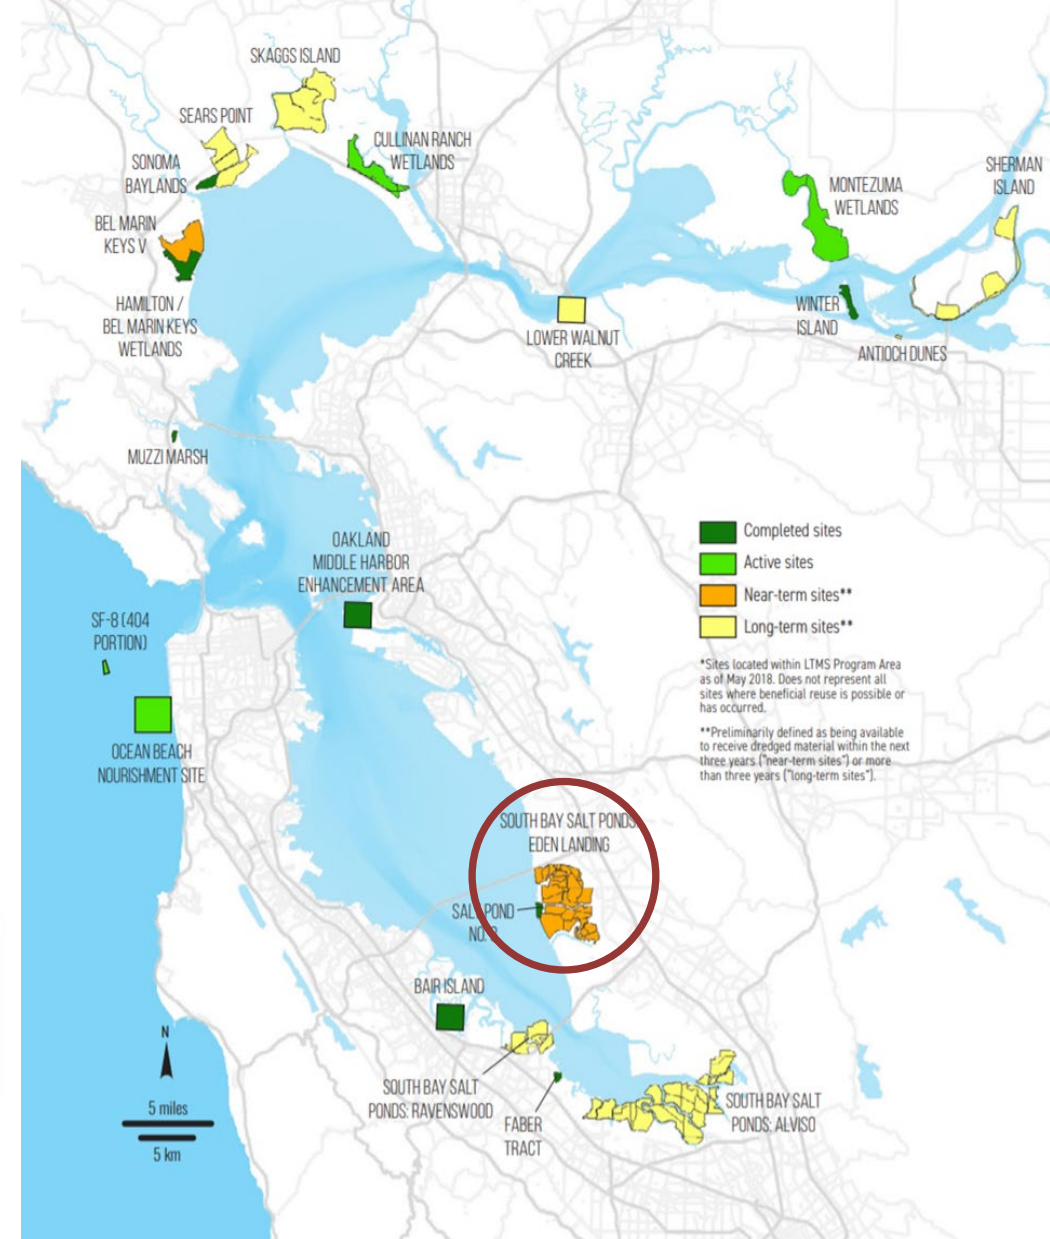 SKAGGS ISLAND
SEARS POINT
CULLINAN RANCH
WETLANDS
SONOMA
BAYLANDS
SHERMAN
ISLAND
MONTEZUMA
WETLANDS
BEL MARIN
KEYS V
HAMILTON /
BEL MARIN KEYS
WETLANDS
WINTER
ISLAND
LOWER WALNUT
CREEK
ANTIOCH DUNES
MUZZI MARSH
OAKLAND
MIDDLE HARBOR
ENHANCEMENT AREA
Completed sites
Active sites
Near-term sites**
Long-term sites**
*Sites located within LTMS Program Area
as of May 2018. Does not represent all
sites where beneficial reuse is possible or
has occurred.
**Preliminarily defined as being available
to receive dredged material within the next
three years ("near-term sites") or more
than three years ("long-term sites").
SF-8 (404
PORTION)
OCEAN BEACH
NOURISHMENT SITE
SOUTH BAY SALT PONDS:
EDEN LANDING
SALT POND
NO.
BAIR ISLAND
SOUTH BAY SALT
PONDS: RAVENSWOOD
FABER
TRACT
SOUTH BAY SALT
PONDS: ALVISO
N
5 miles
5 km